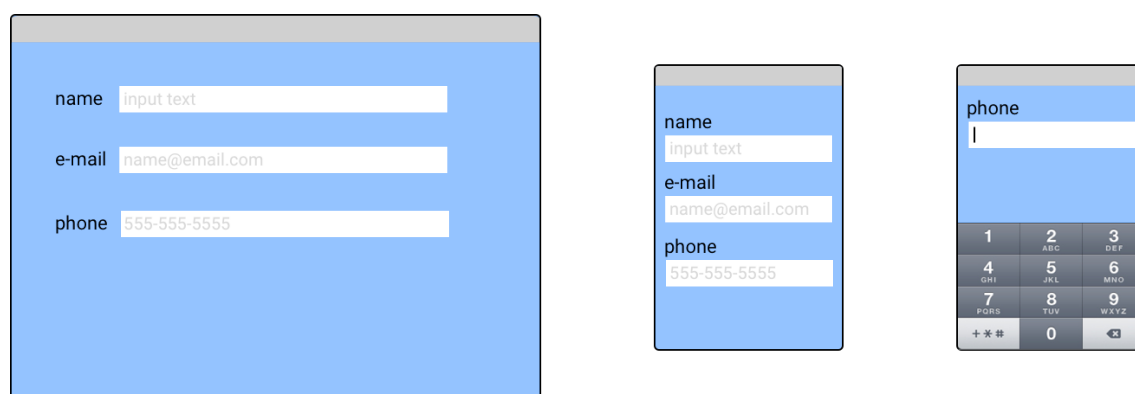 name input text
e-mail name@email.com
phone 555-555-5555
name
input text
e-mail
name@email.com
phone
555-555-5555
phone
1 2 3
ABC DEF
4 5 6
GHI JKL MNO
7 8 9
PQRS TUV WXYZ
+*# 0